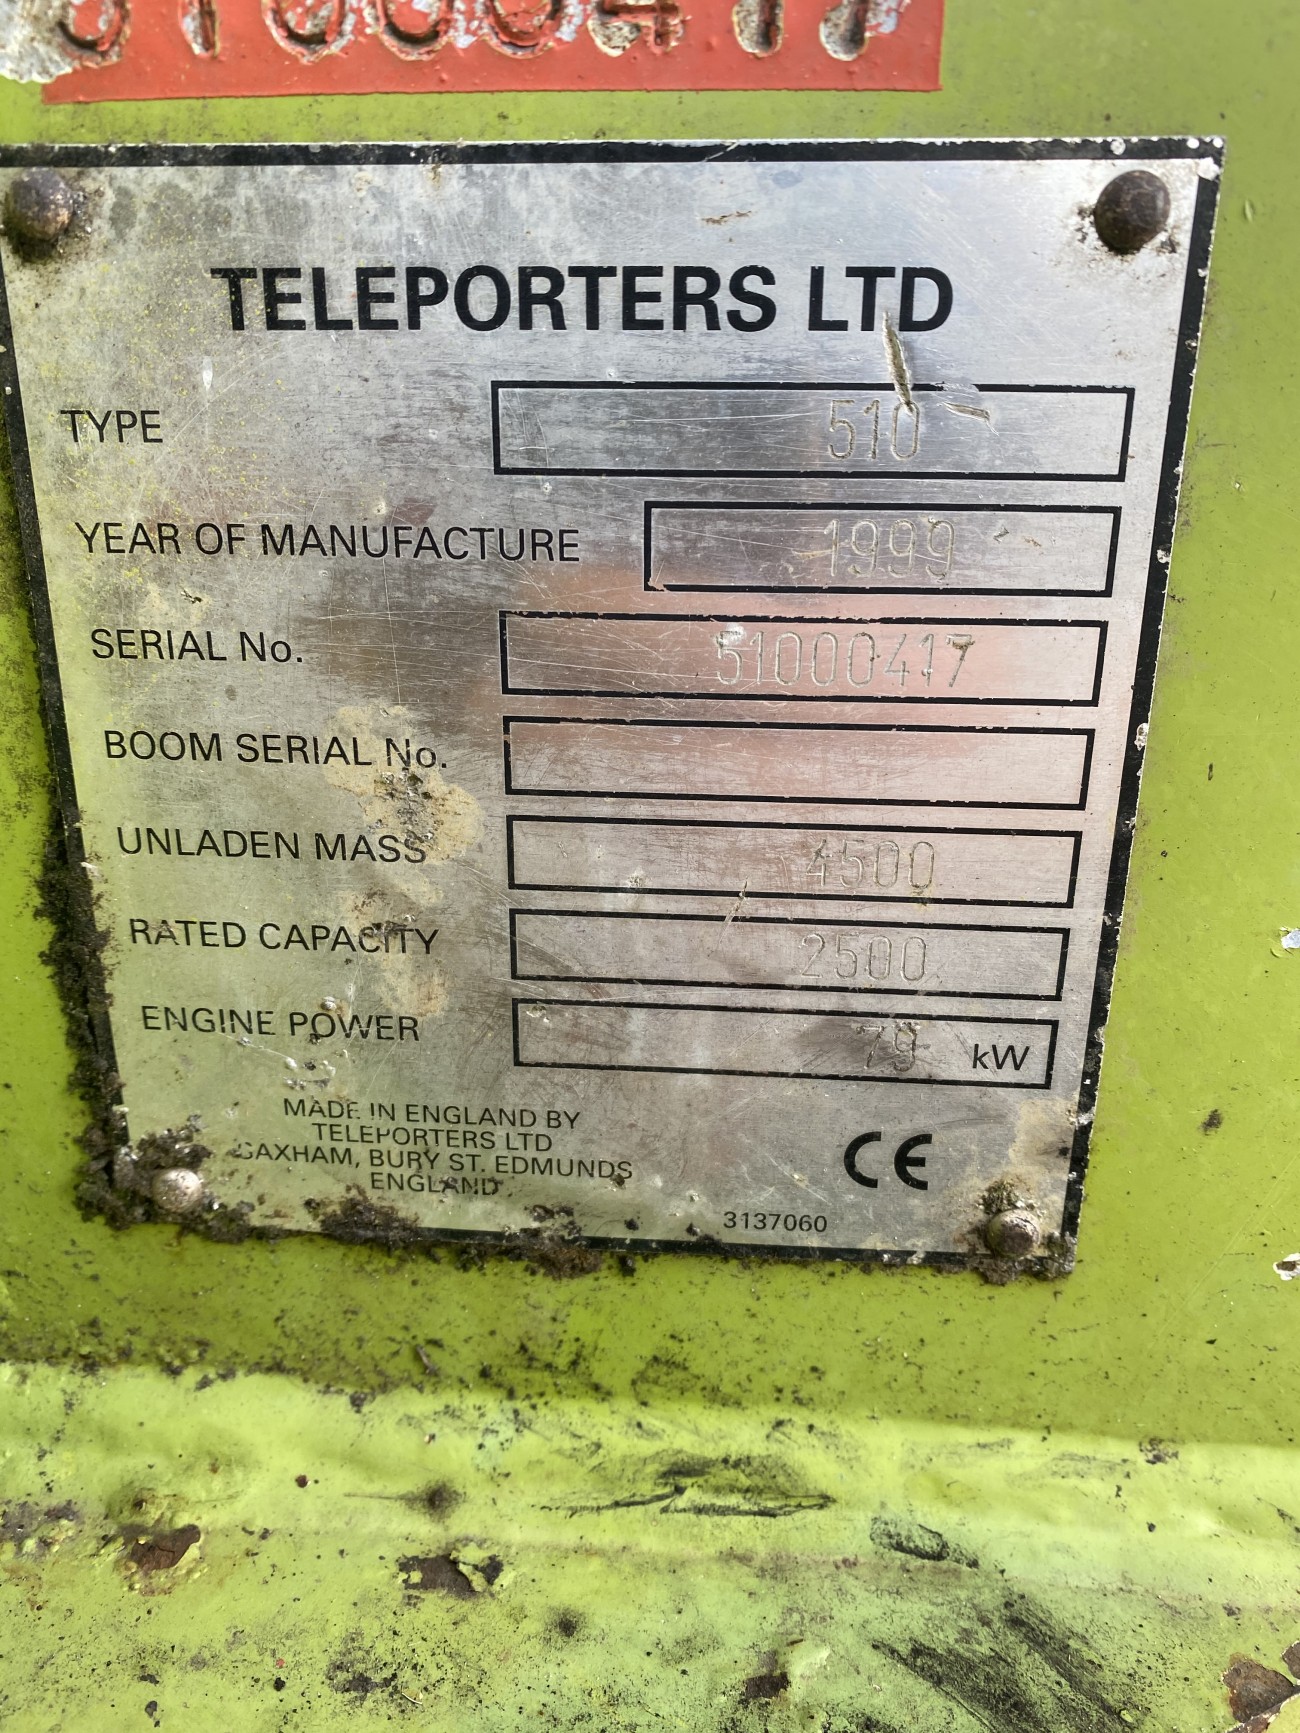 51000417
TELEPORTERS LTD
TYPE 510
YEAR OF MANUFACTURE 1999
SERIAL No. 51000417
BOOM SERIAL No.
UNLADEN MASS 4500
RATED CAPACITY 2500
ENGINE POWER 79 kW
MADE IN ENGLAND BY
TELEPORTERS LTD
SAXHAM, BURY ST. EDMUNDS
ENGLAND
CE
3137060